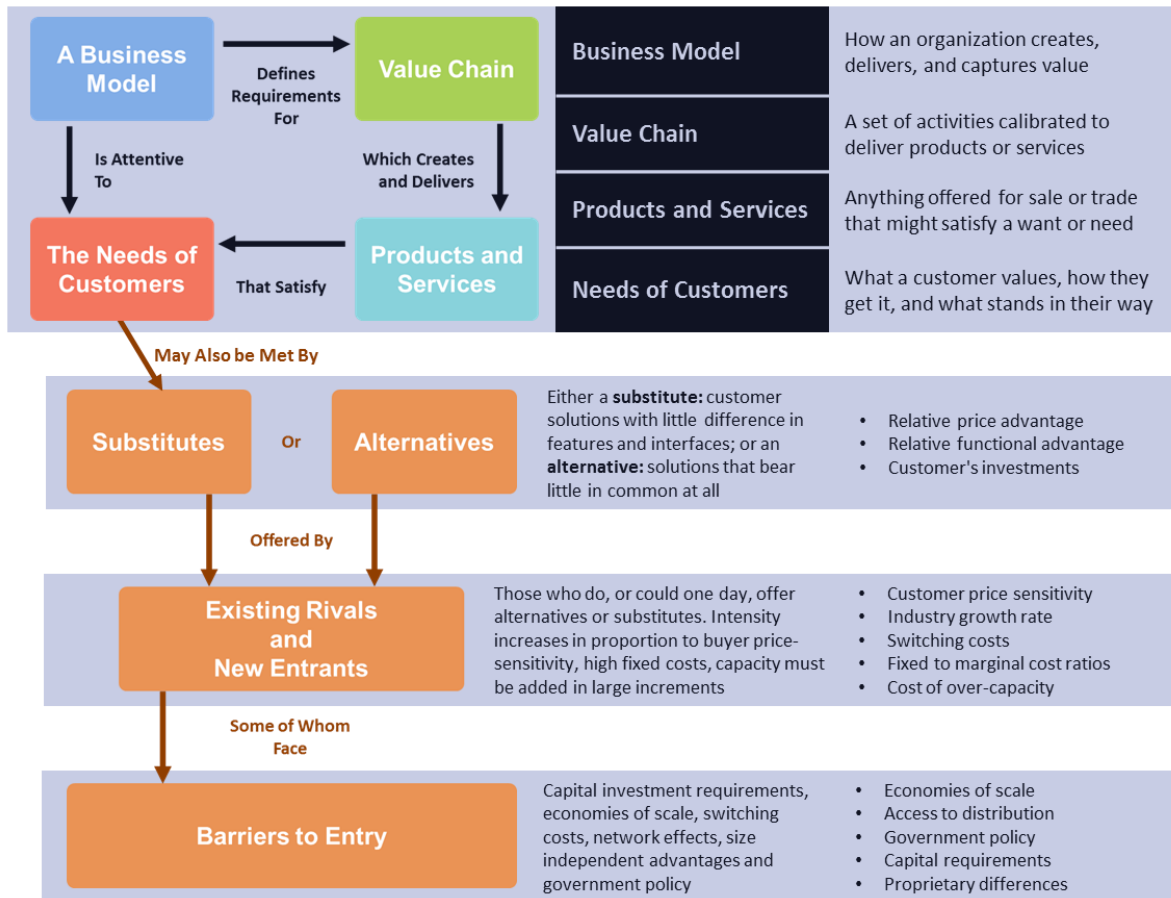 A Business
Model
Defines
Requirements
For
Value Chain
Is Attentive
To
Which Creates
and Delivers
The Needs of
Customers
That Satisfy
Products and
Services
Business Model
How an organization creates,
delivers, and captures value
Value Chain
A set of activities calibrated to
deliver products or services
Products and Services
Anything offered for sale or trade
that might satisfy a want or need
Needs of Customers
What a customer values, how they
get it, and what stands in their way
May Also be Met By
Substitutes
Or
Alternatives
Either a substitute: customer
solutions with little difference in
features and interfaces; or an
alternative: solutions that bear
little in common at all
• Relative price advantage
• Relative functional advantage
• Customer's investments
Offered By
Existing Rivals
and
New Entrants
Those who do, or could one day, offer
alternatives or substitutes. Intensity
increases in proportion to buyer price-
sensitivity, high fixed costs, capacity must
be added in large increments
• Customer price sensitivity
• Industry growth rate
• Switching costs
• Fixed to marginal cost ratios
• Cost of over-capacity
Some of Whom
Face
Barriers to Entry
Capital investment requirements,
economies of scale, switching
costs, network effects, size
independent advantages and
government policy
• Economies of scale
• Access to distribution
• Government policy
• Capital requirements
• Proprietary differences